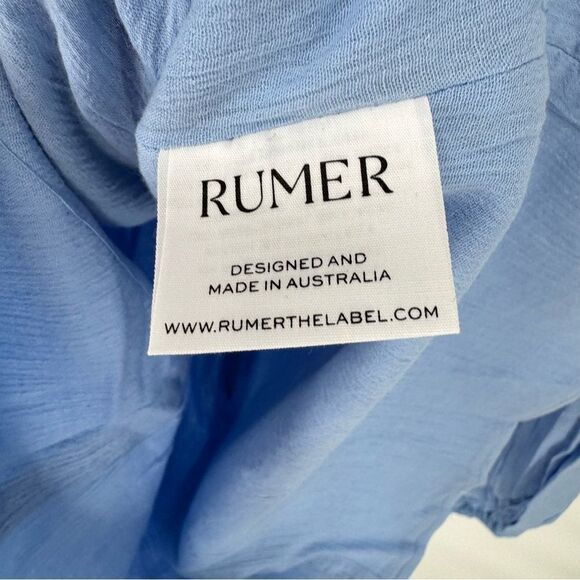 RUMER
DESIGNED AND
MADE IN AUSTRALIA
WWW.RUMERTHELABEL.COM